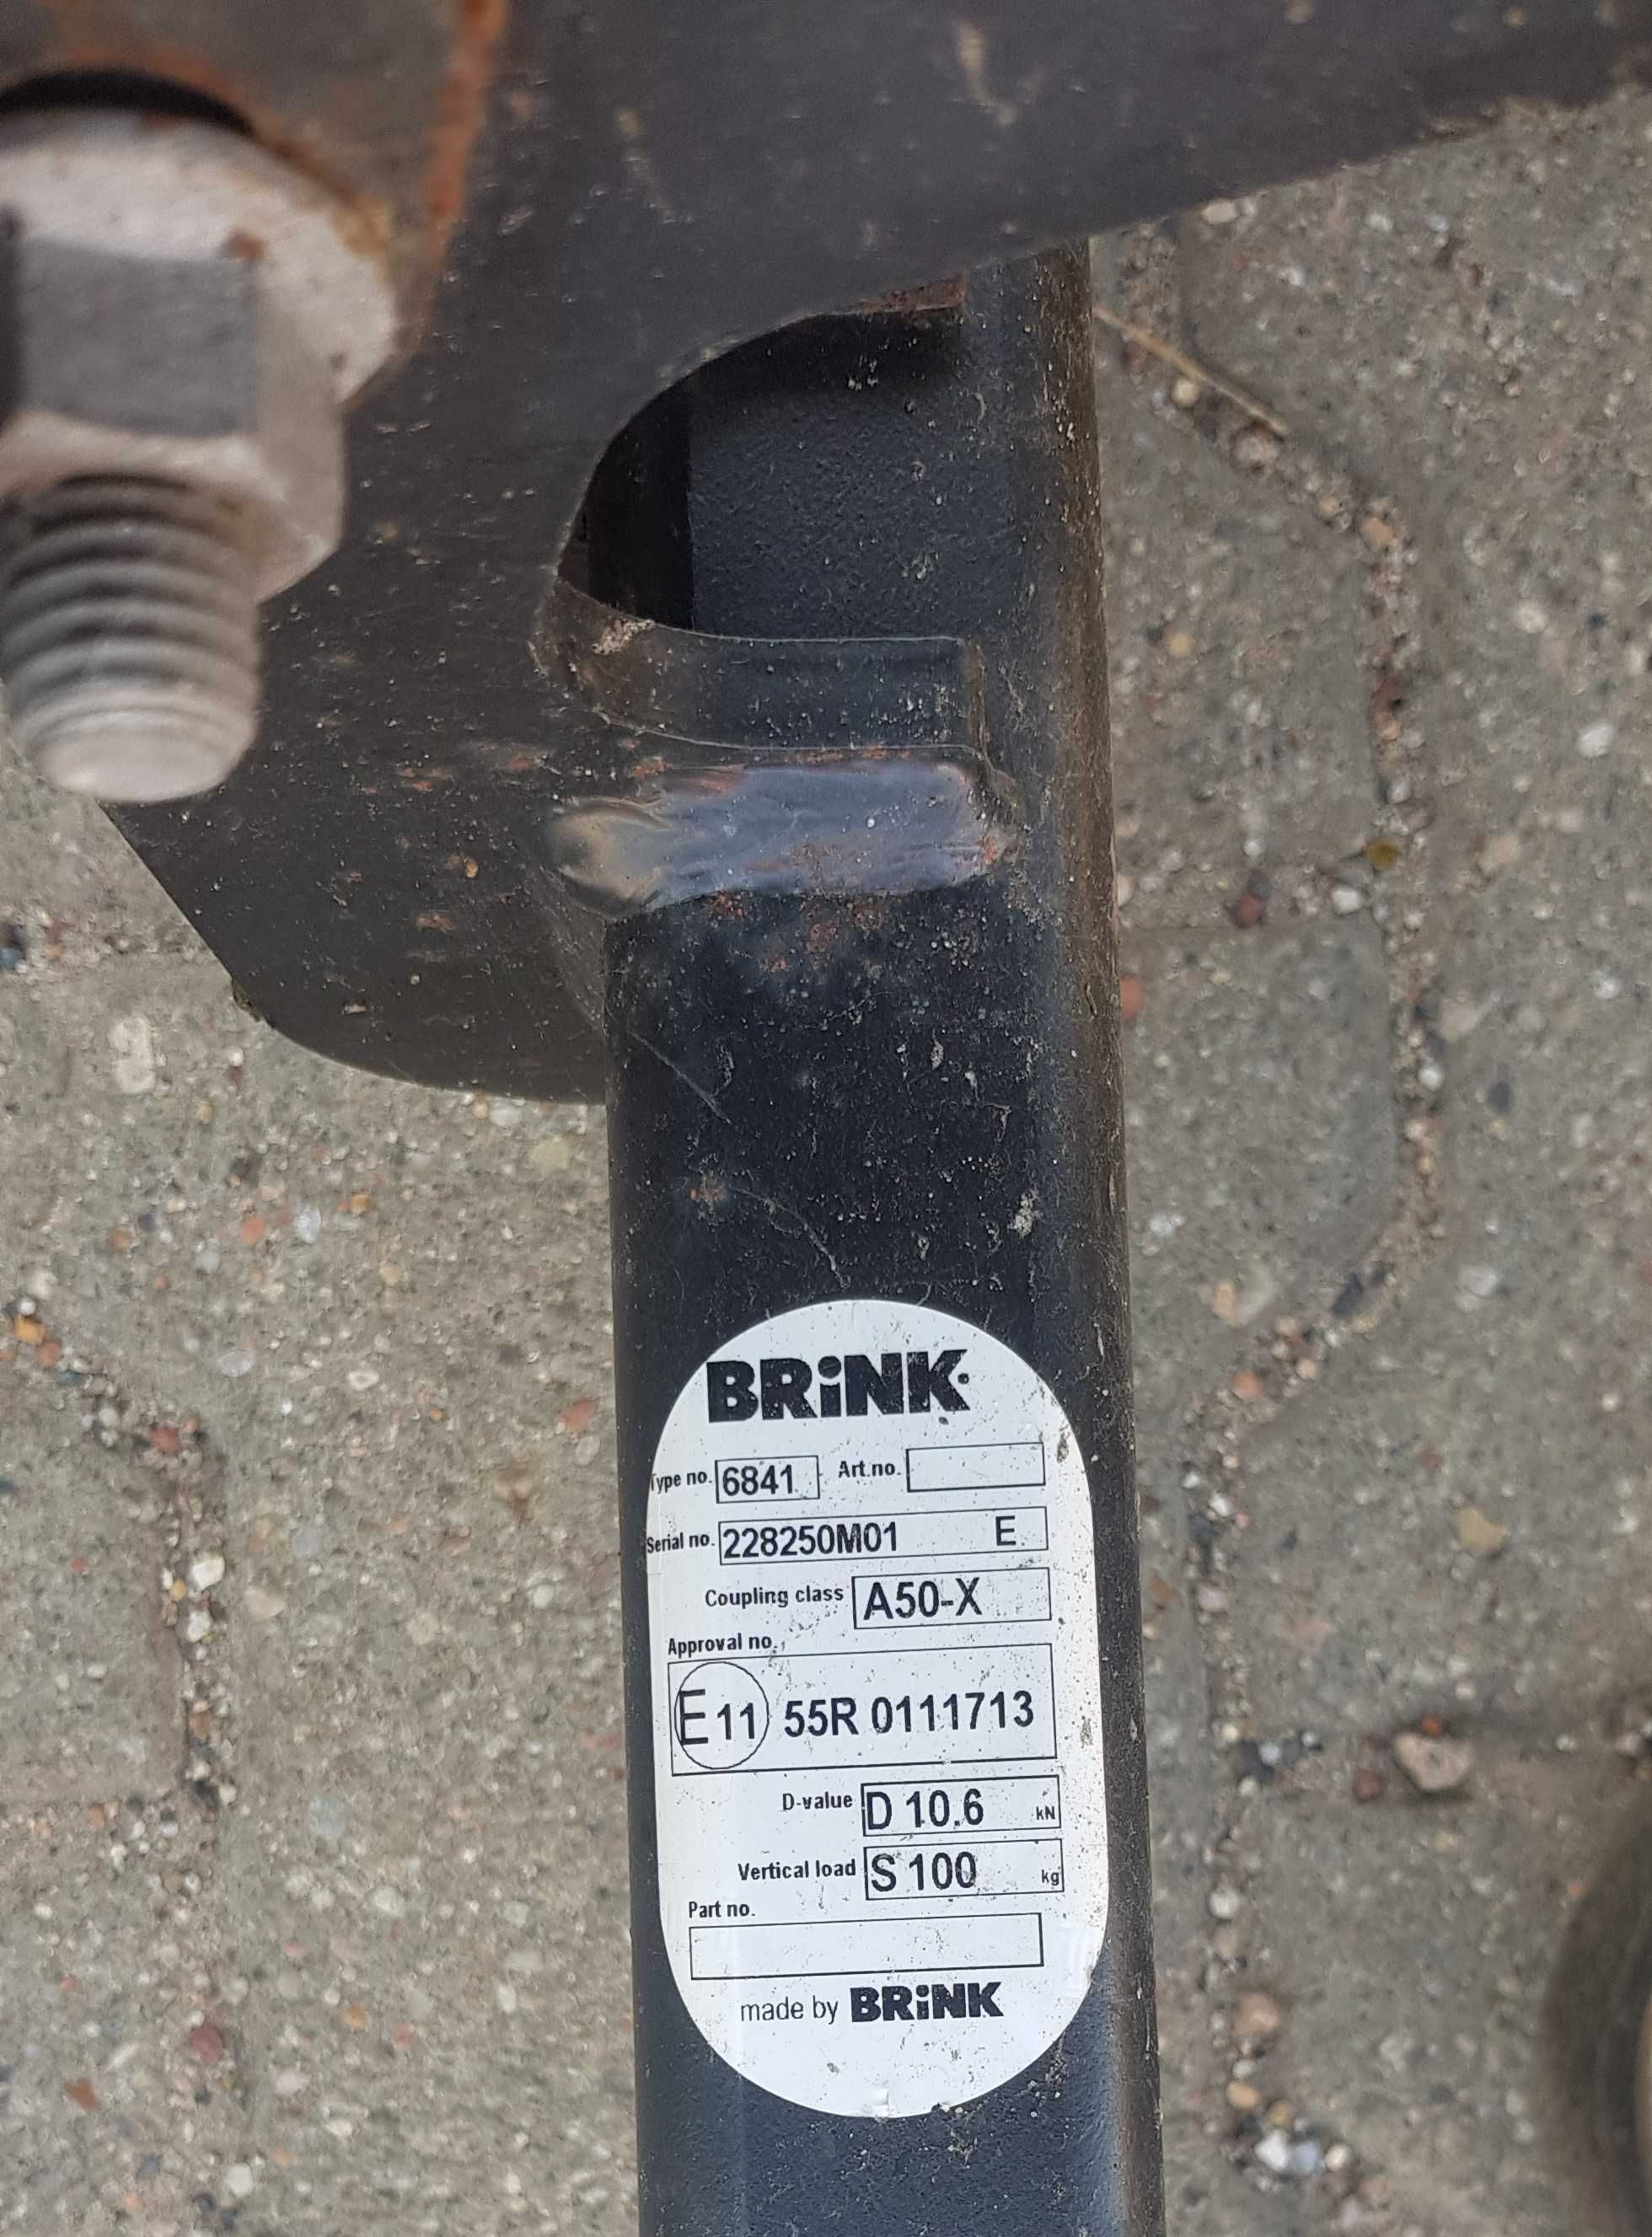 BRiNK
Type no. 6841 Art.no.
Serial no. 228250M01 E
Coupling class A50-X
Approval no.
E11 55R 0111713
D-value D 10.6 kN
Vertical load S 100 kg
Part no.
made by BRiNK